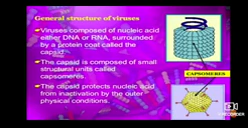 General structure of viruses
Viruses composed of nucleic acid
either DNA or RNA, surrounded
by a protein coat called the
capsid
The capsid is composed of small
structural units called
capsomeres.
The capsid protects nucleic acid
from inactivation by the outer
physical conditions.
CAPSOMERES